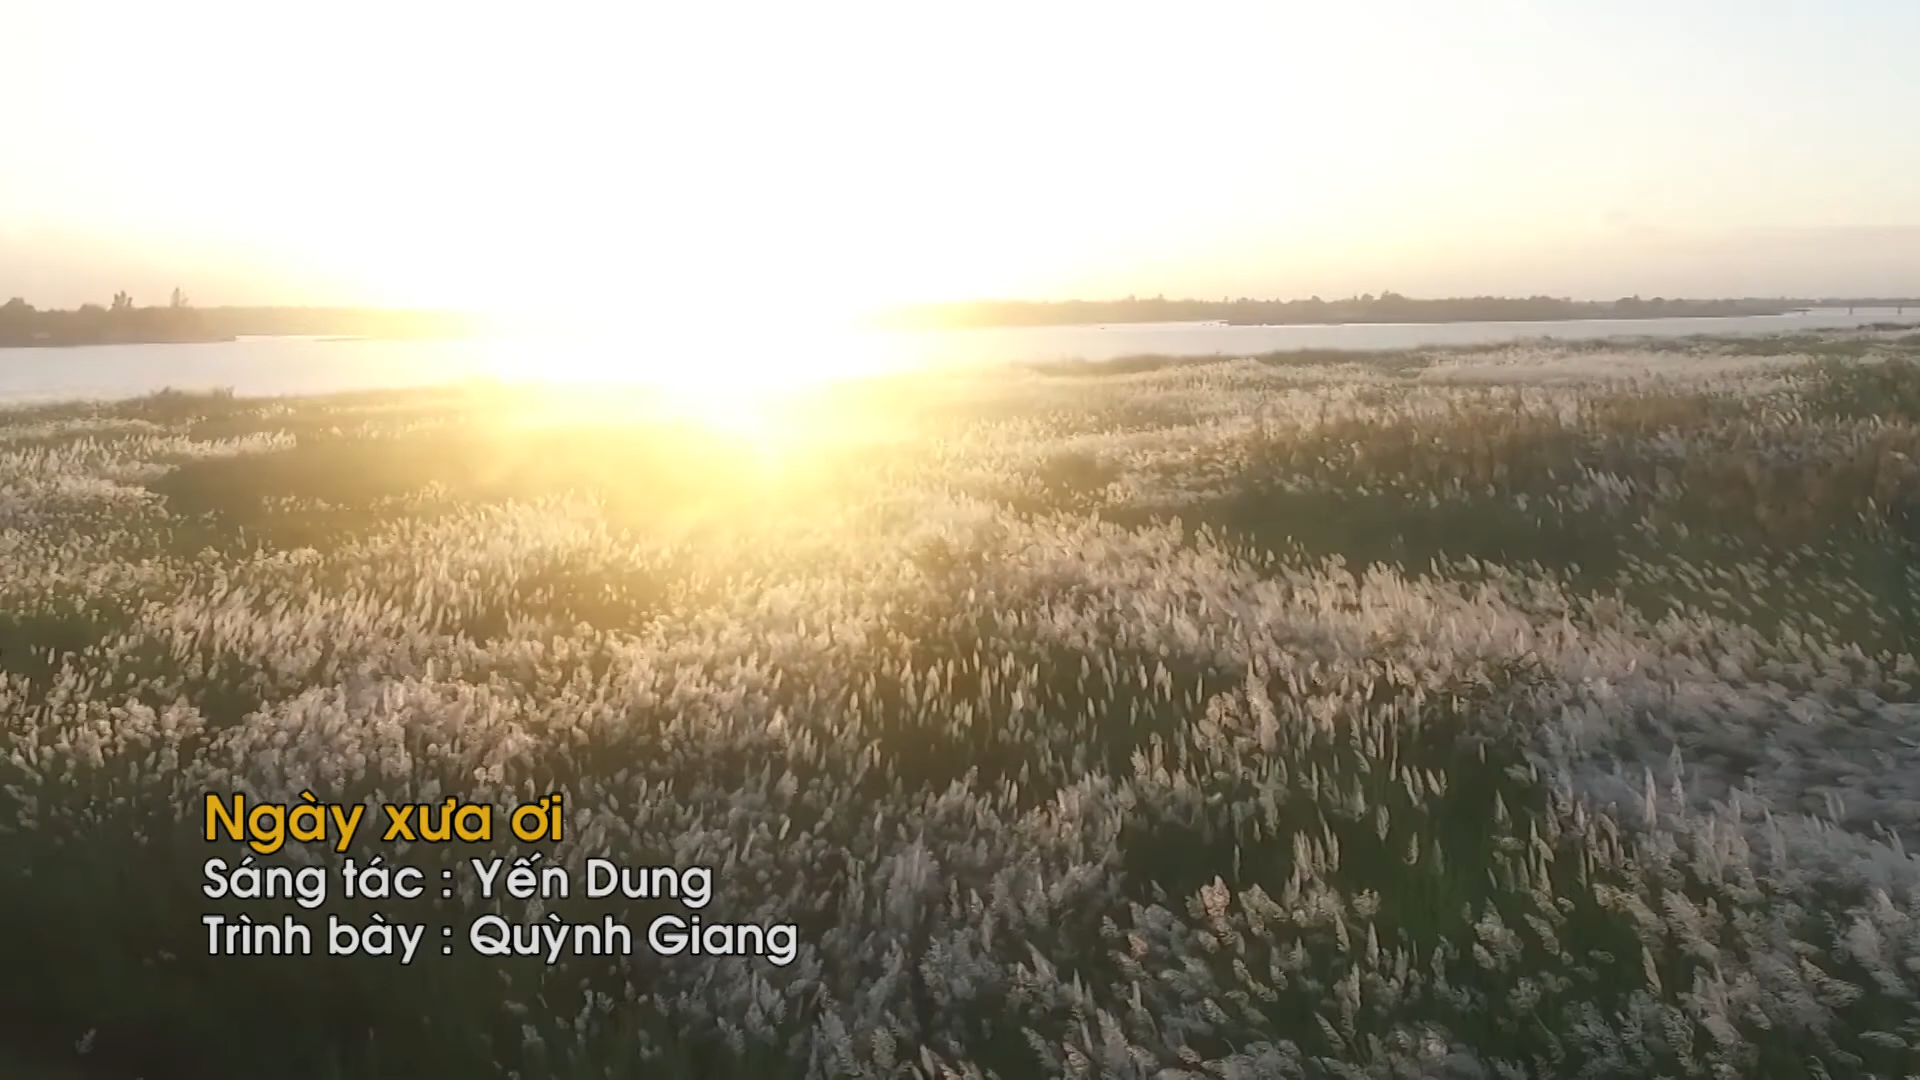 Ngày xưa ơi
Sáng tác : Yến Dung
Trình bày : Quỳnh Giang